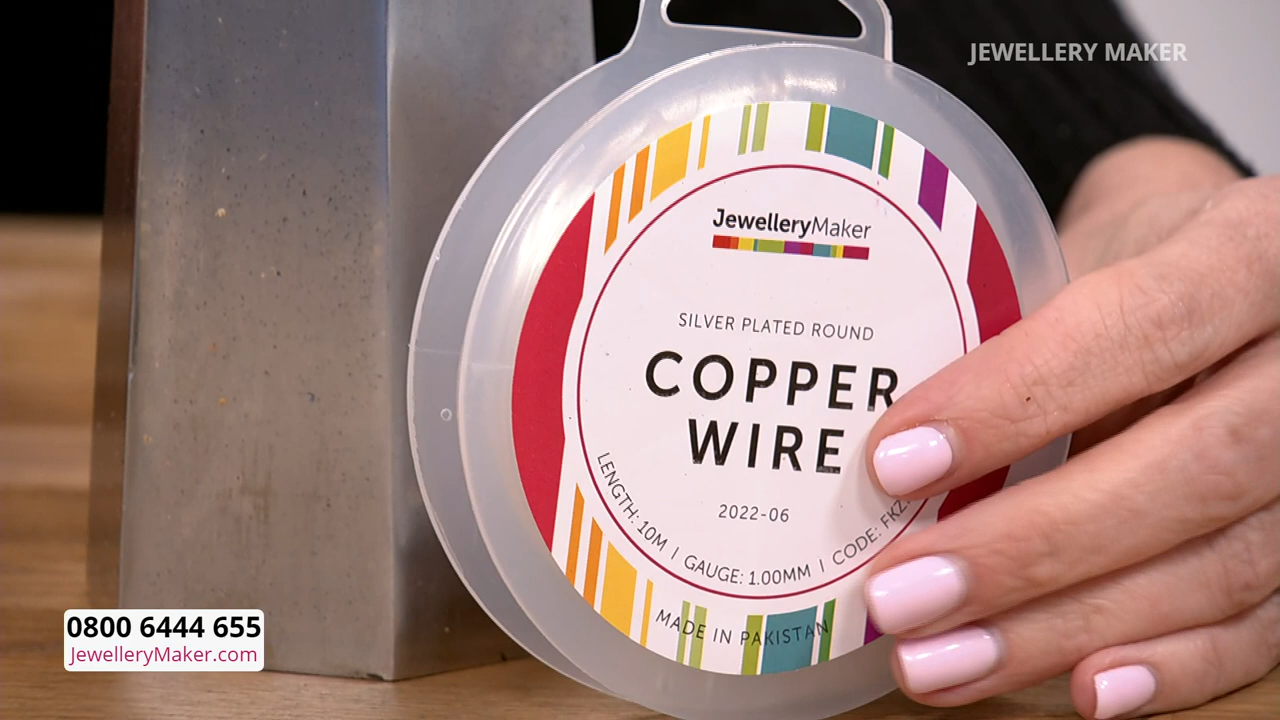 JEWELLERY MAKER
JewelleryMaker
SILVER PLATED ROUND
COPPER
WIRE
2022-06
LENGTH: 10M | GAUGE: 1.00MM | CODE:
MADE IN PAKISTAN
0800 6444 655
JewelleryMaker.com